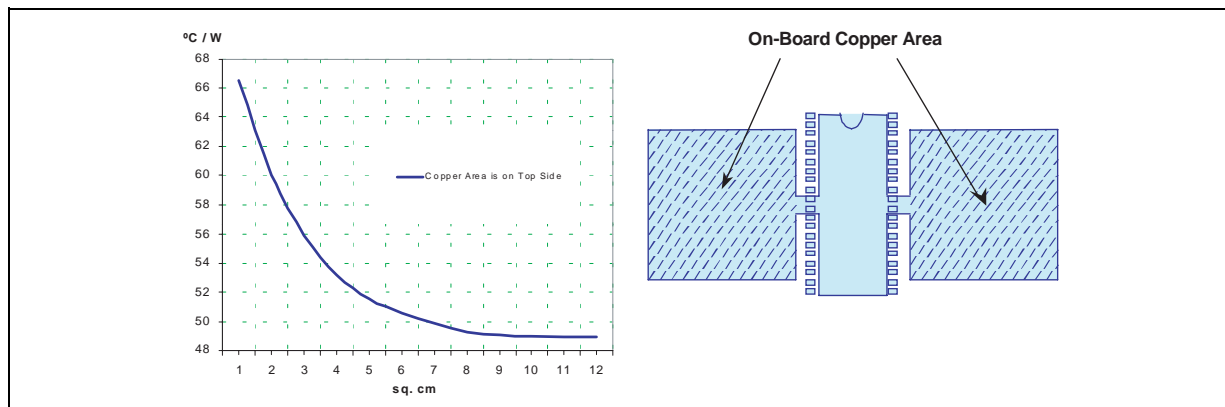 ºC / W
On-Board Copper Area
68
66
64
62
60
58
56
54
52
50
48
Copper Area is on Top Side
1 2 3 4 5 6 7 8 9 10 11 12
sq. cm